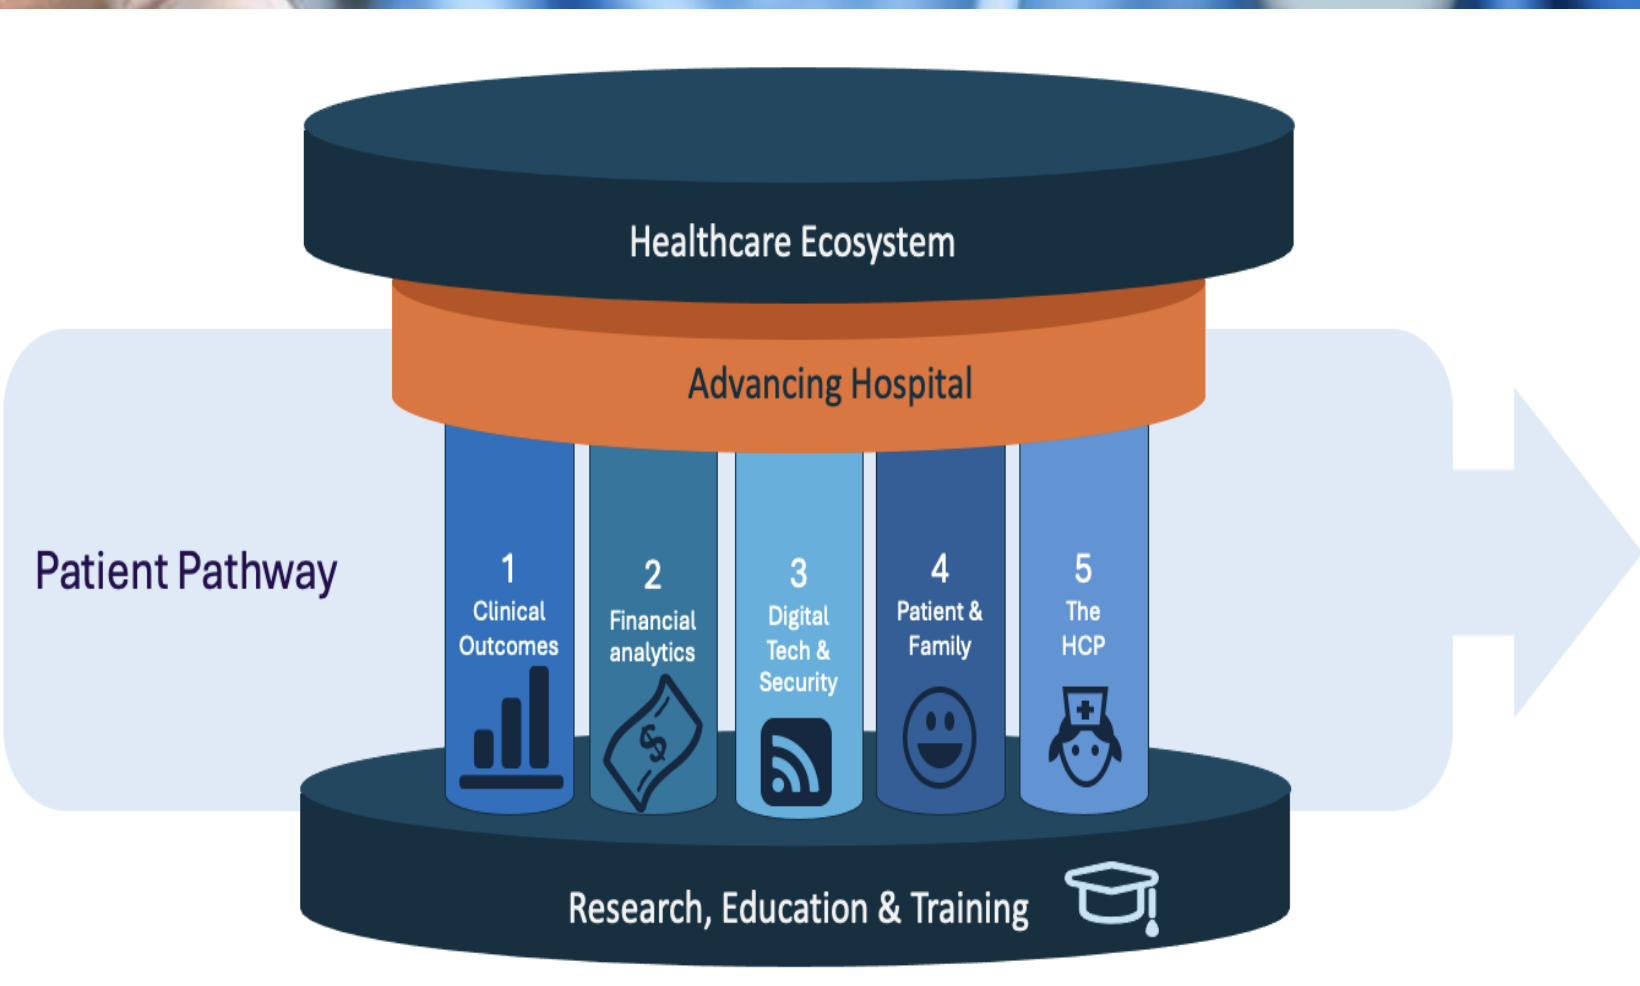 Healthcare Ecosystem
Advancing Hospital
Patient Pathway
1
Clinical
Outcomes
2
Financial
analytics
$
3
Digital
Tech &
Security
4
Patient &
Family
5
The
HCP
Research, Education & Training